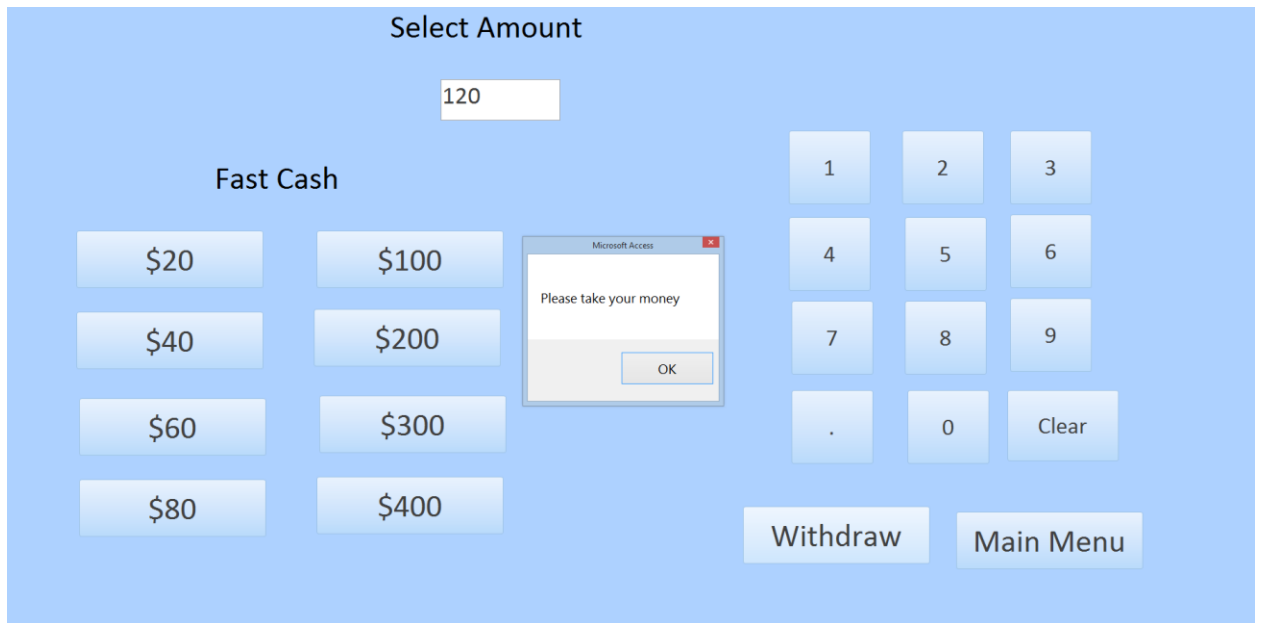 Select Amount
120
Fast Cash
$20
$100
$40
$200
$60
$300
$80
$400
Microsoft Access
Please take your money
OK
1
2
3
4
5
6
7
8
9
.
0
Clear
Withdraw
Main Menu